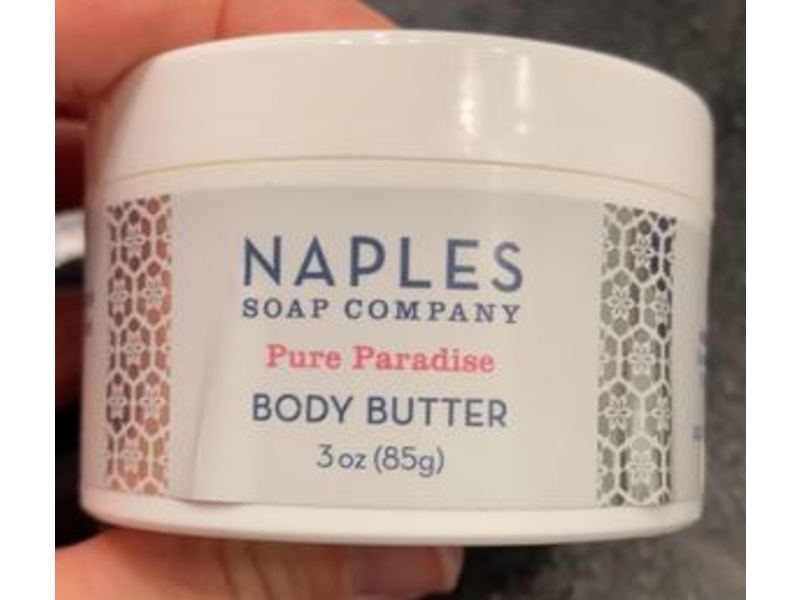 NAPLES
SOAP COMPANY
Pure Paradise
BODY BUTTER
3 oz (85g)